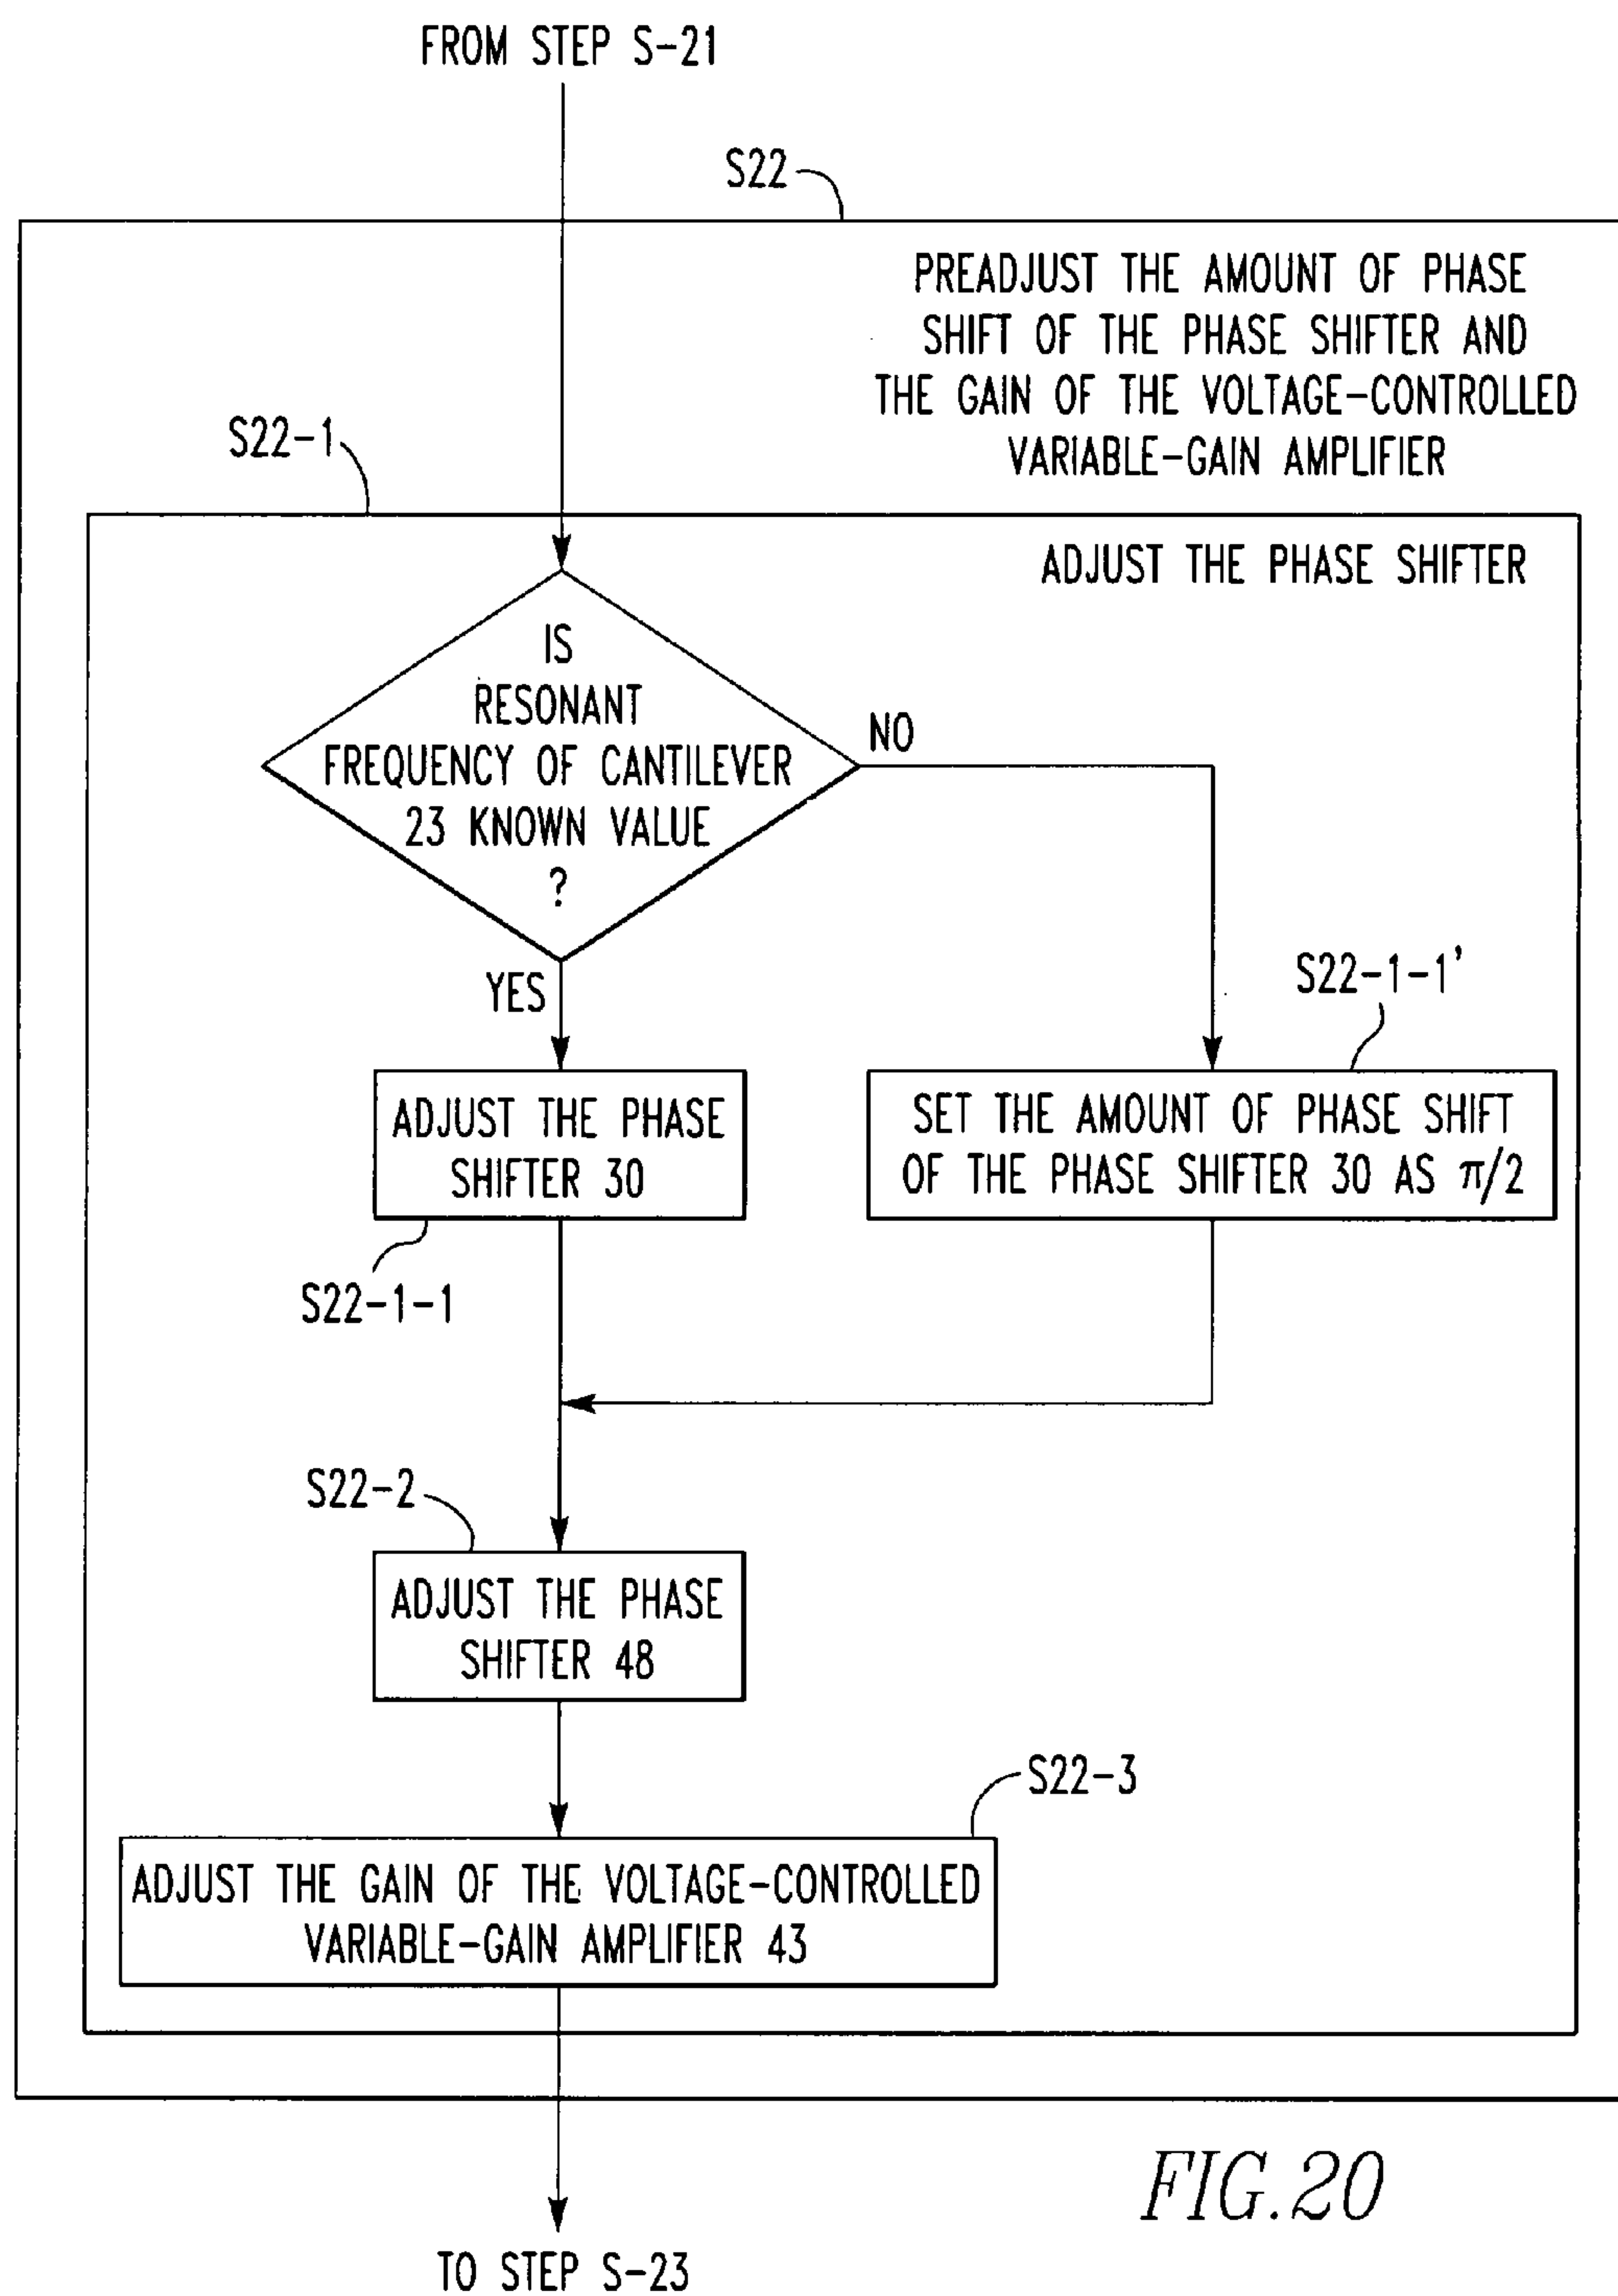 FROM STEP S-21
S22
PREADJUST THE AMOUNT OF PHASE
SHIFT OF THE PHASE SHIFTER AND
THE GAIN OF THE VOLTAGE-CONTROLLED
VARIABLE-GAIN AMPLIFIER
S22-1
ADJUST THE PHASE SHIFTER
IS
RESONANT
FREQUENCY OF CANTILEVER
23 KNOWN VALUE
?
NO
YES
S22-1-1'
ADJUST THE PHASE
SHIFTER 30
SET THE AMOUNT OF PHASE SHIFT
OF THE PHASE SHIFTER 30 AS π/2
S22-1-1
S22-2
ADJUST THE PHASE
SHIFTER 48
S22-3
ADJUST THE GAIN OF THE VOLTAGE-CONTROLLED
VARIABLE-GAIN AMPLIFIER 43
FIG.20
TO STEP S-23